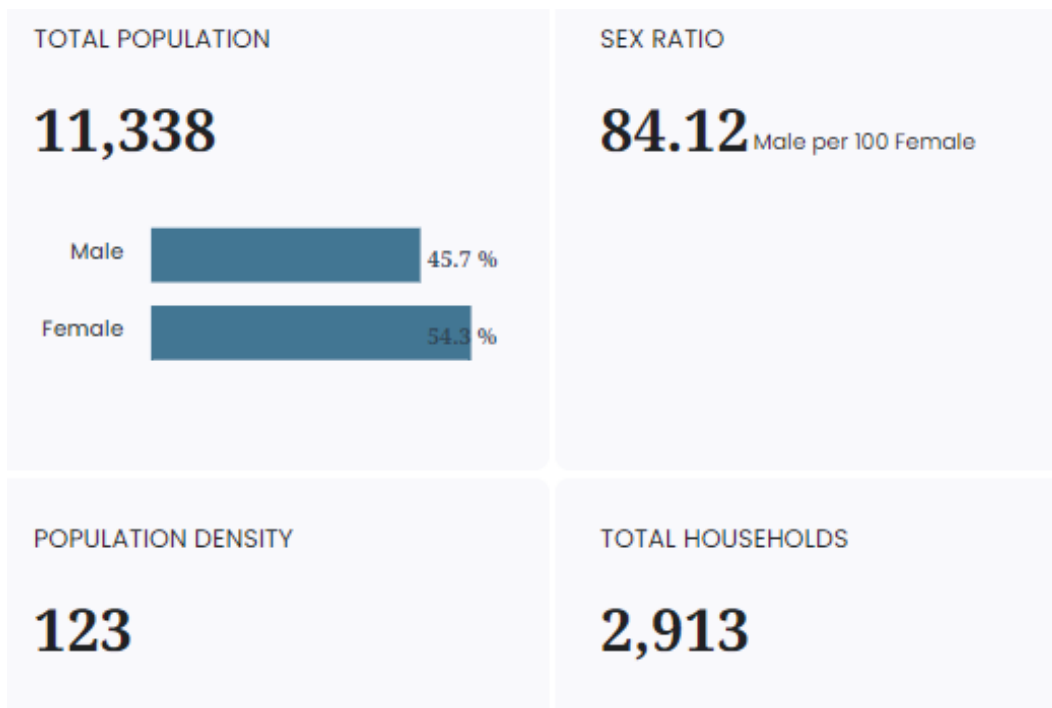 TOTAL POPULATION
11,338
Male 45.7 %
Female 54.3 %
SEX RATIO
84.12 Male per 100 Female
POPULATION DENSITY
123
TOTAL HOUSEHOLDS
2,913